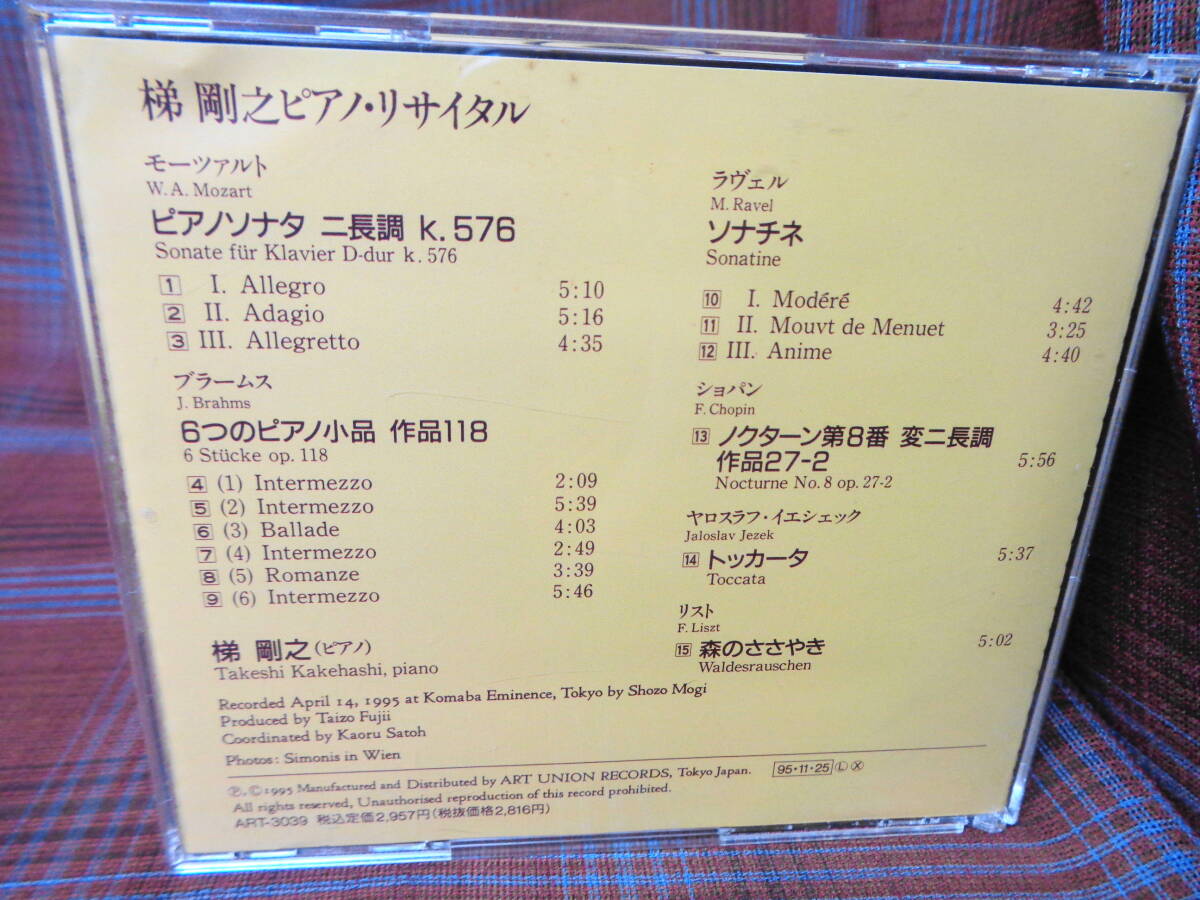 梯 剛之ピアノ・リサイタル
モーツァルト
W. A. Mozart
ピアノソナタ ニ長調 k. 576
Sonate für Klavier D-dur k. 576
1 I. Allegro 5:10
2 II. Adagio 5:16
3 III. Allegretto 4:35
ブラームス
J. Brahms
6つのピアノ小品 作品118
6 Stücke op. 118
4 (1) Intermezzo 2:09
5 (2) Intermezzo 5:39
6 (3) Ballade 4:03
7 (4) Intermezzo 2:49
8 (5) Romanze 3:39
9 (6) Intermezzo 5:46
梯 剛之(ピアノ)
Takeshi Kakehashi, piano
ラヴェル
M. Ravel
ソナチネ
Sonatine
10 I. Modéré 4:42
11 II. Mouvt de Menuet 3:25
12 III. Anime 4:40
ショパン
F. Chopin
13 ノクターン第8番 変ニ長調
作品27-2 5:56
Nocturne No. 8 op. 27-2
ヤロスラフ・イエシェック
Jaloslav Jezek
14 トッカータ 5:37
Toccata
リスト
F. Liszt
15 森のささやき 5:02
Waldesrauschen
Recorded April 14, 1995 at Komaba Eminence, Tokyo by Shozo Mogi
Produced by Taizo Fujii
Coordinated by Kaoru Satoh
Photos: Simonis in Wien
Ⓟ,©1995 Manufactured and Distributed by ART UNION RECORDS, Tokyo Japan. 95・11・25 Ⓛ Ⓧ
All rights reserved, Unauthorised reproduction of this record prohibited.
ART-3039 税込定価2,957円(税抜価格2,816円)